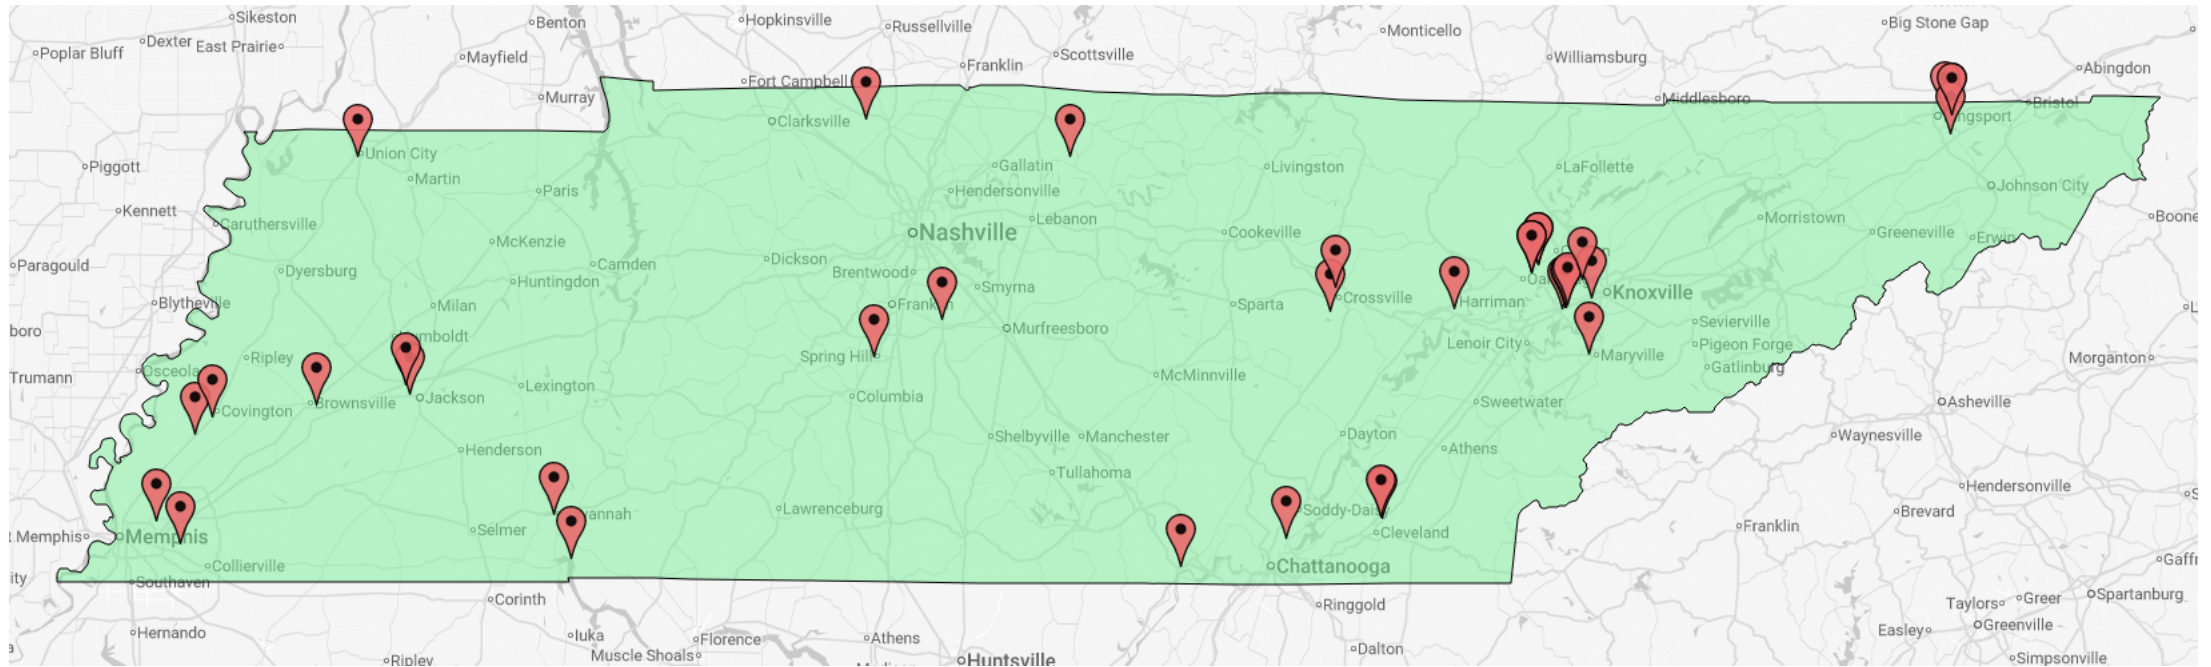 Sikeston
Benton
Hopkinsville
Russellville
Monticello
Big Stone Gap
Poplar Bluff
Dexter
East Prairie
Mayfield
Franklin
Scottsville
Williamsburg
Abingdon
Fort Campbell
Murray
Middlesboro
Bristol
Clarksville
Union City
Piggott
Martin
Paris
Gallatin
Hendersonville
Livingston
LaFollette
Johnson City
Kennett
Caruthersville
Lebanon
Nashville
Cookeville
Morristown
Greeneville
Erwin
Boone
McKenzie
Paragould
Dyersburg
Camden
Huntingdon
Dickson
Brentwood
Smyrna
Blytheville
Milan
Sparta
Crossville
Harriman
Knoxville
boro
Murfreesboro
Sevierville
Ripley
Spring Hill
Lenoir City
Maryville
Pigeon Forge
Gatlinburg
Morganton
Trumann
Osceola
Lexington
McMinnville
Covington
Brownsville
Jackson
Columbia
Sweetwater
Asheville
Henderson
Shelbyville
Manchester
Dayton
Athens
Waynesville
Tullahoma
Hendersonville
Memphis
Memphis
Selmer
Lawrenceburg
Cleveland
Franklin
Brevard
Collierville
Chattanooga
ity
Southaven
Corinth
Ringgold
Taylors
Greer
Spartanburg
Hernando
Iuka
Florence
Athens
Easley
Greenville
Ripley
Muscle Shoals
Huntsville
Dalton
Simpsonville